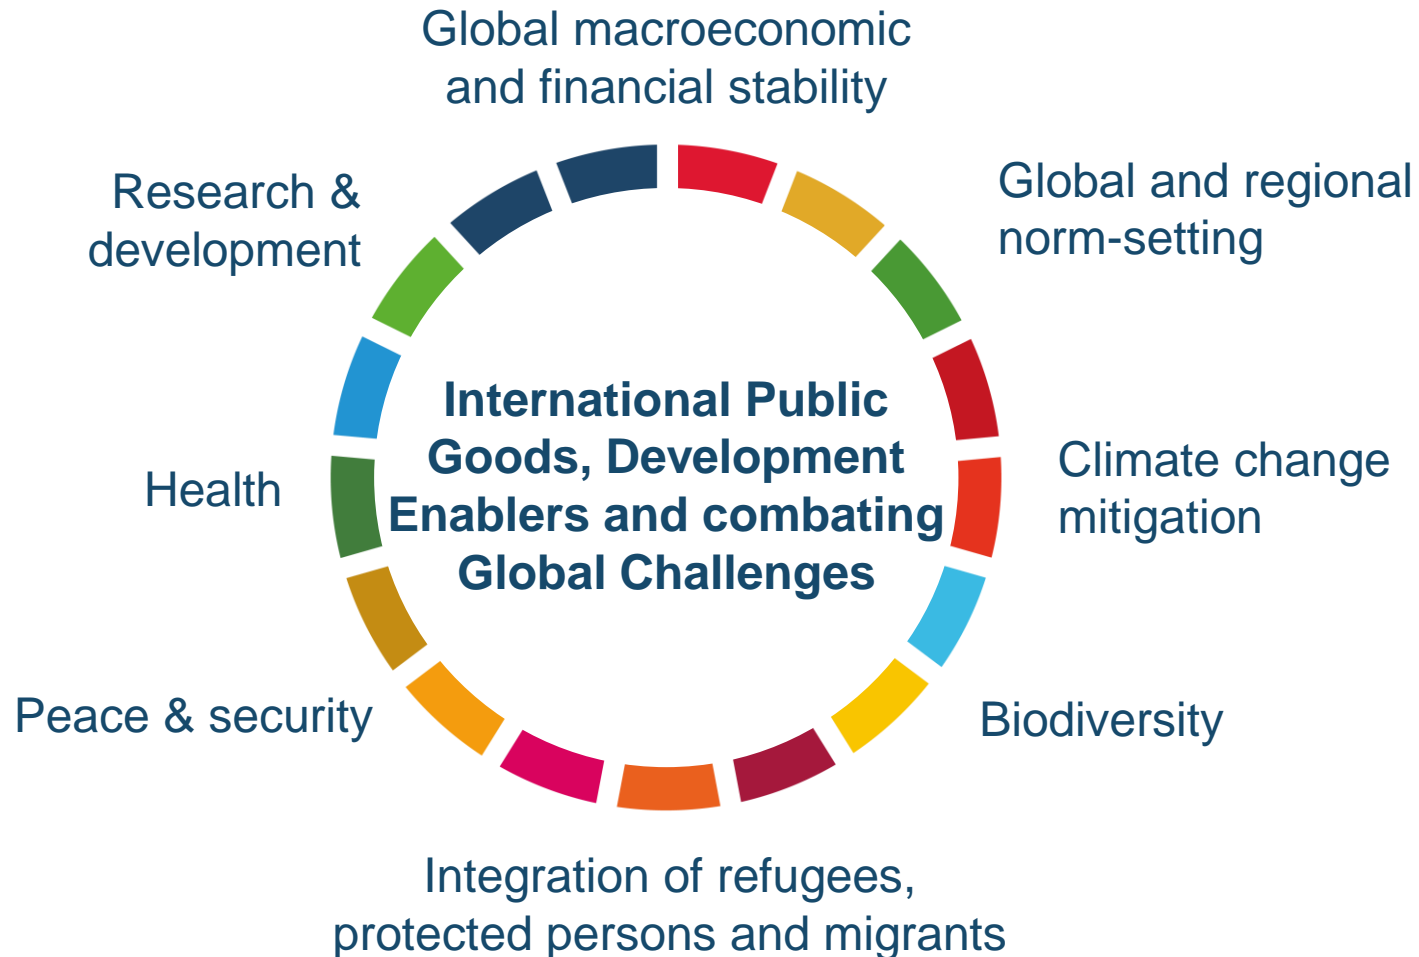 Global macroeconomic
and financial stability
Global and regional
norm-setting
Climate change
mitigation
Biodiversity
Integration of refugees,
protected persons and migrants
Peace & security
Health
Research &
development
International Public
Goods, Development
Enablers and combating
Global Challenges